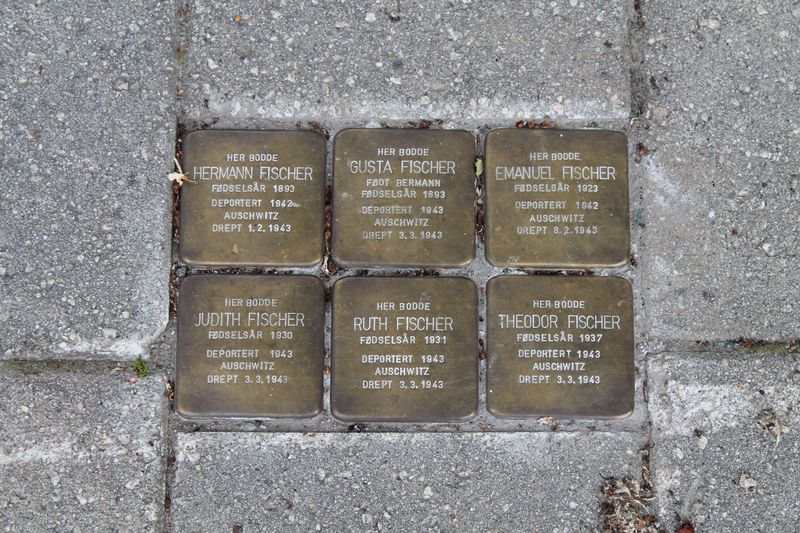 HER BODDE
HERMANN FISCHER
FØDSELSÅR 1893
DEPORTERT 1942
AUSCHWITZ
DREPT 1.2.1943
HER BODDE
GUSTA FISCHER
FØDT BERMANN
FØDSELSÅR 1893
DEPORTERT 1943
AUSCHWITZ
DREPT 3.3.1943
HER BODDE
EMANUEL FISCHER
FØDSELSÅR 1923
DEPORTERT 1942
AUSCHWITZ
DREPT 8.2.1943
HER BODDE
JUDITH FISCHER
FØDSELSÅR 1930
DEPORTERT 1943
AUSCHWITZ
DREPT 3.3.1943
HER BODDE
RUTH FISCHER
FØDSELSÅR 1931
DEPORTERT 1943
AUSCHWITZ
DREPT 3.3.1943
HER BODDE
THEODOR FISCHER
FØDSELSÅR 1937
DEPORTERT 1943
AUSCHWITZ
DREPT 3.3.1943